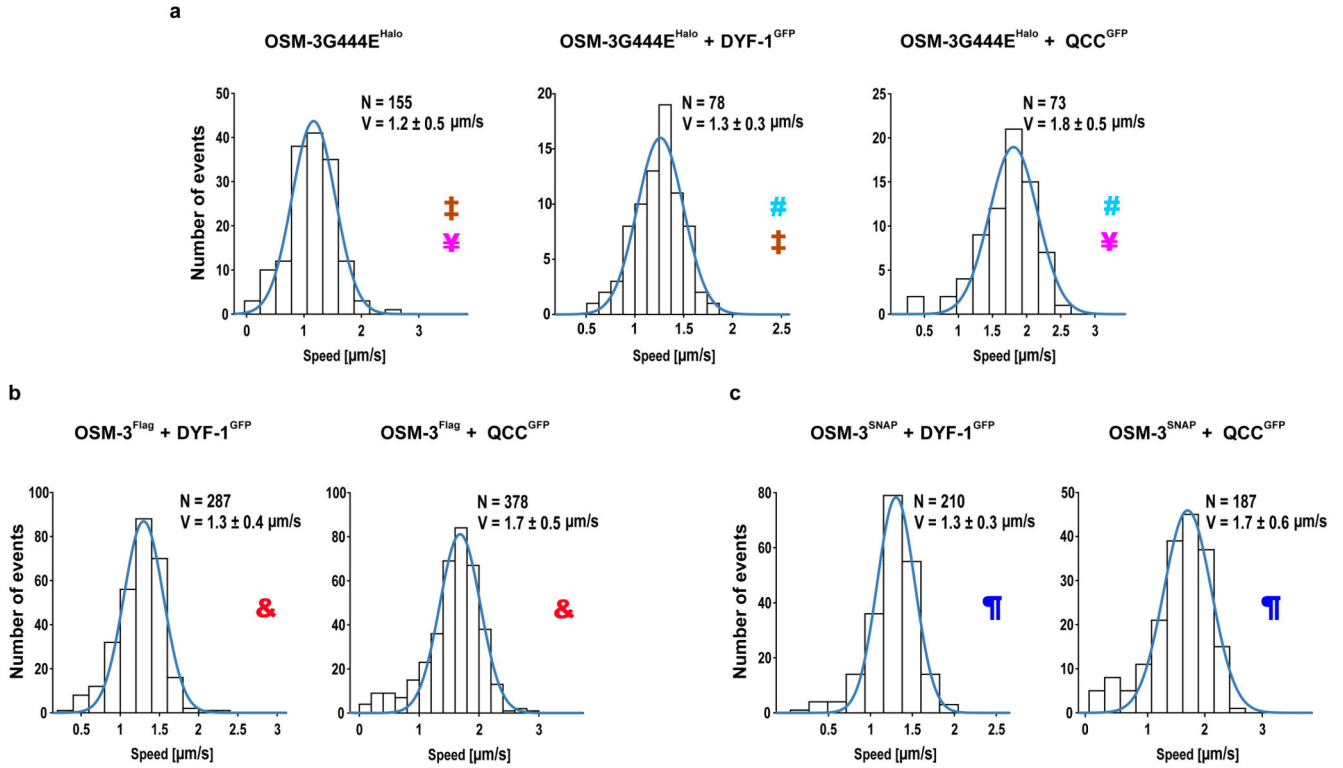 a
OSM-3G444E^Halo
OSM-3G444E^Halo + DYF-1^GFP
OSM-3G444E^Halo + QCC^GFP
Number of events
50
40
30
20
10
0
N = 155
V = 1.2 ± 0.5 µm/s
‡
¥
0 1 2 3
Speed [µm/s]
20
15
10
5
0
N = 78
V = 1.3 ± 0.3 µm/s
#
‡
0.5 1 1.5 2 2.5
Speed [µm/s]
25
20
15
10
5
0
N = 73
V = 1.8 ± 0.5 µm/s
#
¥
0.5 1 1.5 2 2.5 3
Speed [µm/s]
b
OSM-3^Flag + DYF-1^GFP
OSM-3^Flag + QCC^GFP
Number of events
100
80
60
40
20
0
N = 287
V = 1.3 ± 0.4 µm/s
&
0.5 1 1.5 2 2.5 3
Speed [µm/s]
100
80
60
40
20
0
N = 378
V = 1.7 ± 0.5 µm/s
&
0 1 2 3
Speed [µm/s]
c
OSM-3^SNAP + DYF-1^GFP
OSM-3^SNAP + QCC^GFP
Number of events
80
60
40
20
0
N = 210
V = 1.3 ± 0.3 µm/s
¶
0.5 1 1.5 2 2.5
Speed [µm/s]
50
40
30
20
10
0
N = 187
V = 1.7 ± 0.6 µm/s
¶
0 1 2 3
Speed [µm/s]